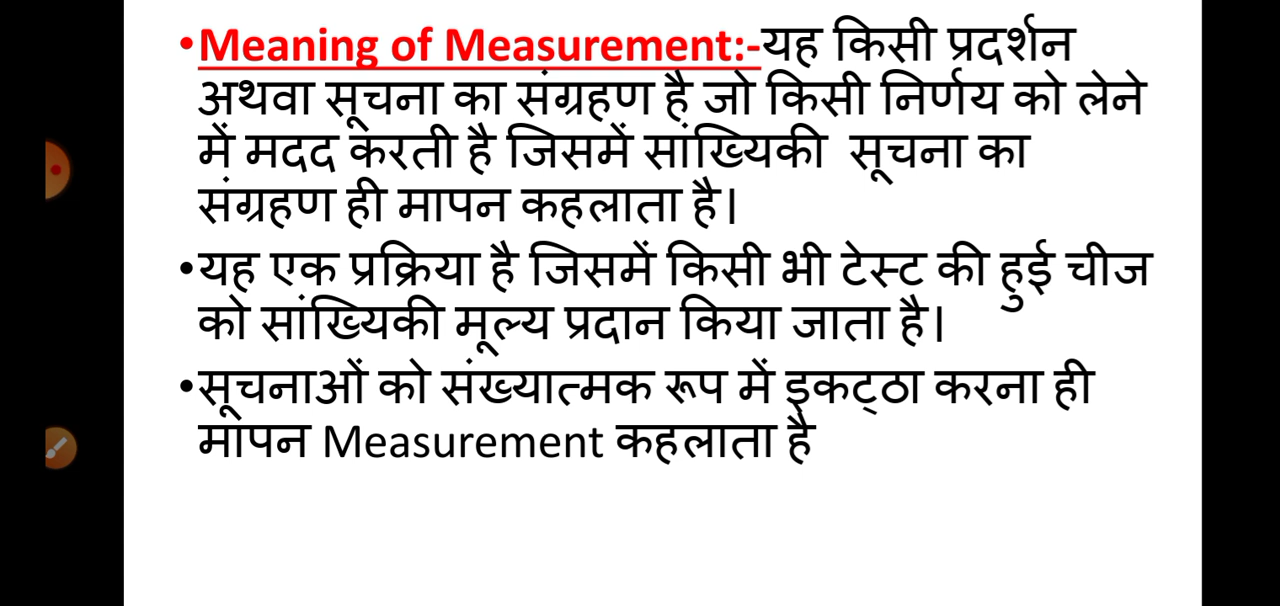 •Meaning of Measurement:-यह किसी प्रदर्शन
अथवा सूचना का संग्रहण है जो किसी निर्णय को लेने
में मदद करती है जिसमें सांख्यिकी सूचना का
संग्रहण ही मापन कहलाता है।
•यह एक प्रक्रिया है जिसमें किसी भी टेस्ट की हुई चीज
को सांख्यिकी मूल्य प्रदान किया जाता है।
•सूचनाओं को संख्यात्मक रूप में इकट्ठा करना ही
मापन Measurement कहलाता है